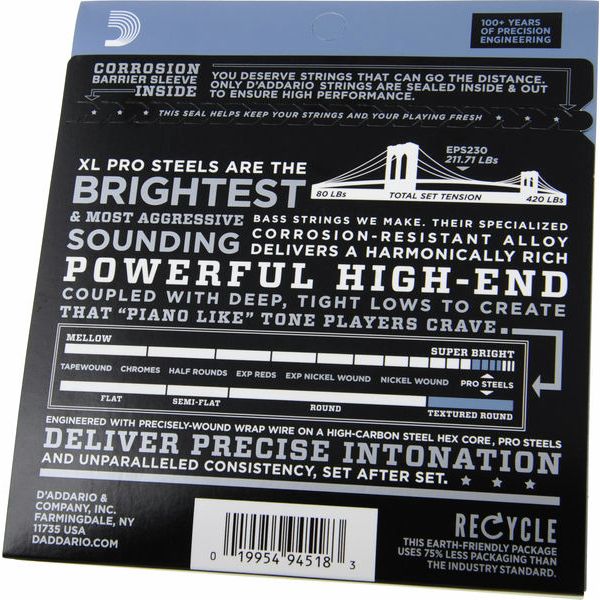 100+ YEARS
OF PRECISION
ENGINEERING
CORROSION
BARRIER SLEEVE
INSIDE
YOU DESERVE STRINGS THAT CAN GO THE DISTANCE.
ONLY D'ADDARIO STRINGS ARE SEALED INSIDE & OUT
TO ENSURE HIGH PERFORMANCE.
THIS SEAL HELPS KEEP YOUR STRINGS AND YOUR PLAYING FRESH
EPS230
211.71 LBs
80 LBs TOTAL SET TENSION 420 LBs
XL PRO STEELS ARE THE
BRIGHTEST
& MOST AGGRESSIVE
SOUNDING
BASS STRINGS WE MAKE. THEIR SPECIALIZED
CORROSION-RESISTANT ALLOY
DELIVERS A HARMONICALLY RICH
POWERFUL HIGH-END
COUPLED WITH DEEP, TIGHT LOWS TO CREATE
THAT "PIANO LIKE" TONE PLAYERS CRAVE.
MELLOW SUPER BRIGHT
TAPEWOUND CHROMES HALF ROUNDS EXP REDS EXP NICKEL WOUND NICKEL WOUND PRO STEELS
FLAT SEMI-FLAT ROUND TEXTURED ROUND
ENGINEERED WITH PRECISELY-WOUND WRAP WIRE ON A HIGH-CARBON STEEL HEX CORE, PRO STEELS
DELIVER PRECISE INTONATION
AND UNPARALLELED CONSISTENCY, SET AFTER SET.
D'ADDARIO &
COMPANY, INC.
FARMINGDALE, NY
11735 USA
DADDARIO.COM
0 19954 94518 3
RECYCLE
THIS EARTH-FRIENDLY PACKAGE
USES 75% LESS PACKAGING THAN
THE INDUSTRY STANDARD.